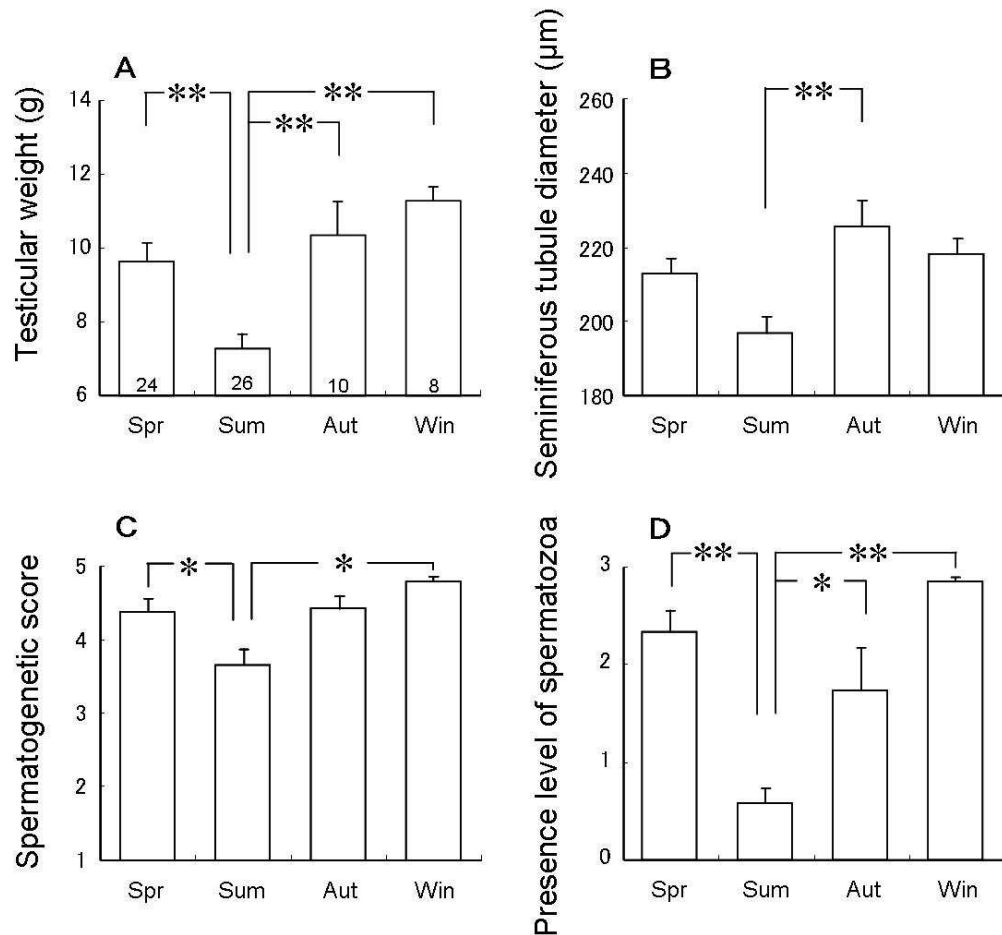 A
Testicular weight (g)
14
12
10
8
6
** ** **
24 26 10 8
Spr Sum Aut Win
B
Seminiferous tubule diameter (µm)
260
240
220
200
180
**
Spr Sum Aut Win
C
Spermatogenetic score
5
4
3
2
1
* *
Spr Sum Aut Win
D
Presence level of spermatozoa
3
2
1
0
** ** *
Spr Sum Aut Win